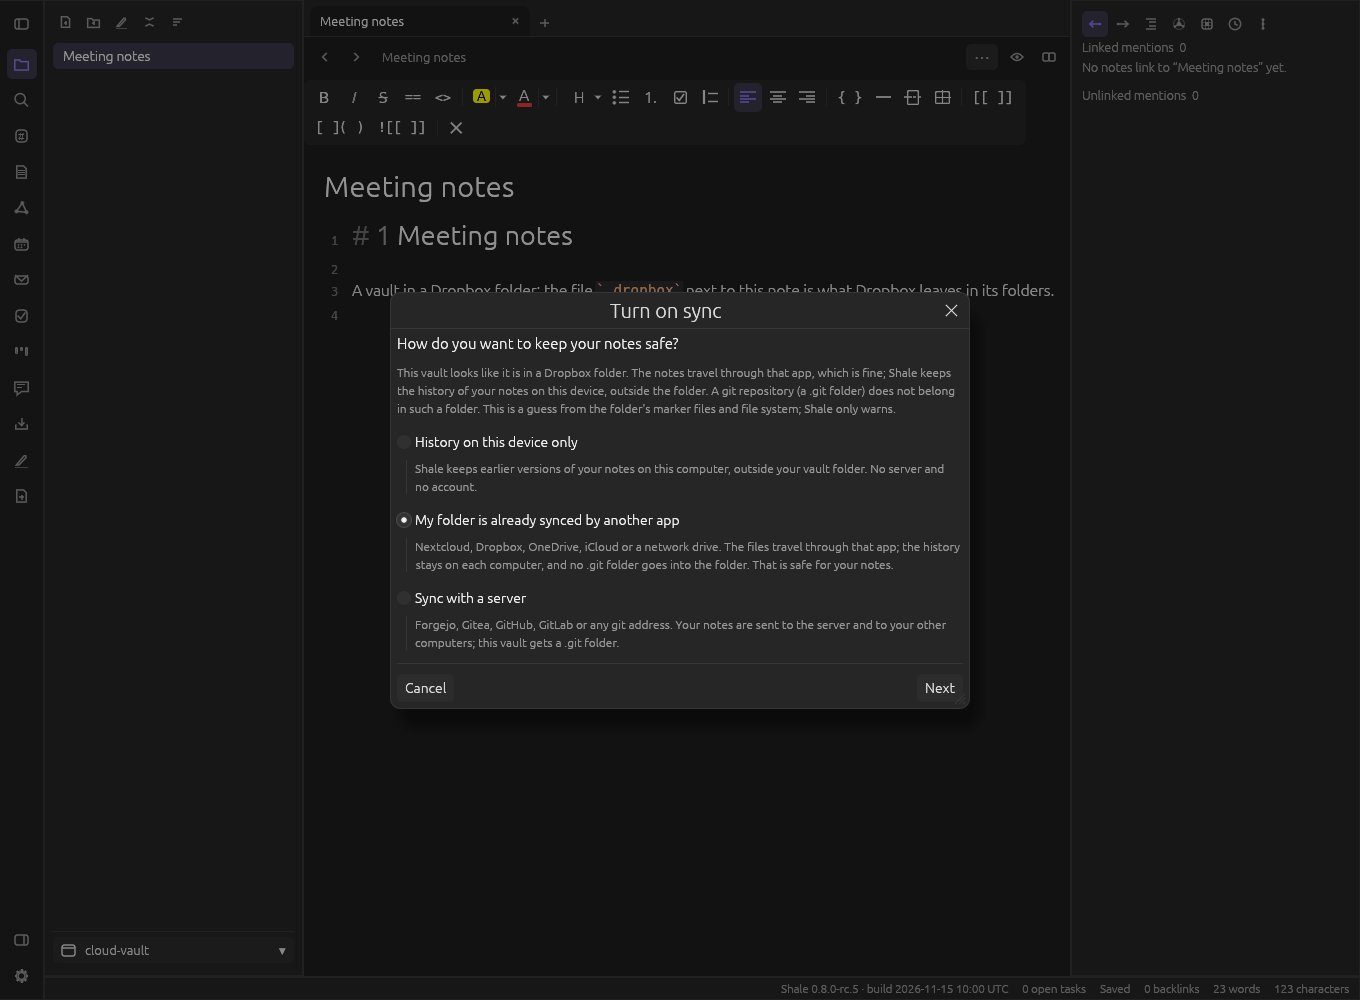 Meeting notes
Meeting notes
Meeting notes
B I S == <> A A H 1. { } [[ ]]
[ ]( ) ![[ ]]
Meeting notes
1 # 1 Meeting notes
2
3 A vault in a Dropbox folder: the file `.dropbox` next to this note is what Dropbox leaves in its folders.
4
Turn on sync
How do you want to keep your notes safe?
This vault looks like it is in a Dropbox folder. The notes travel through that app, which is fine; Shale keeps
the history of your notes on this device, outside the folder. A git repository (a .git folder) does not belong
in such a folder. This is a guess from the folder's marker files and file system; Shale only warns.
History on this device only
Shale keeps earlier versions of your notes on this computer, outside your vault folder. No server and
no account.
My folder is already synced by another app
Nextcloud, Dropbox, OneDrive, iCloud or a network drive. The files travel through that app; the history
stays on each computer, and no .git folder goes into the folder. That is safe for your notes.
Sync with a server
Forgejo, Gitea, GitHub, GitLab or any git address. Your notes are sent to the server and to your other
computers; this vault gets a .git folder.
Cancel
Next
Linked mentions 0
No notes link to “Meeting notes” yet.
Unlinked mentions 0
cloud-vault
Shale 0.8.0-rc.5 · build 2026-11-15 10:00 UTC 0 open tasks Saved 0 backlinks 23 words 123 characters